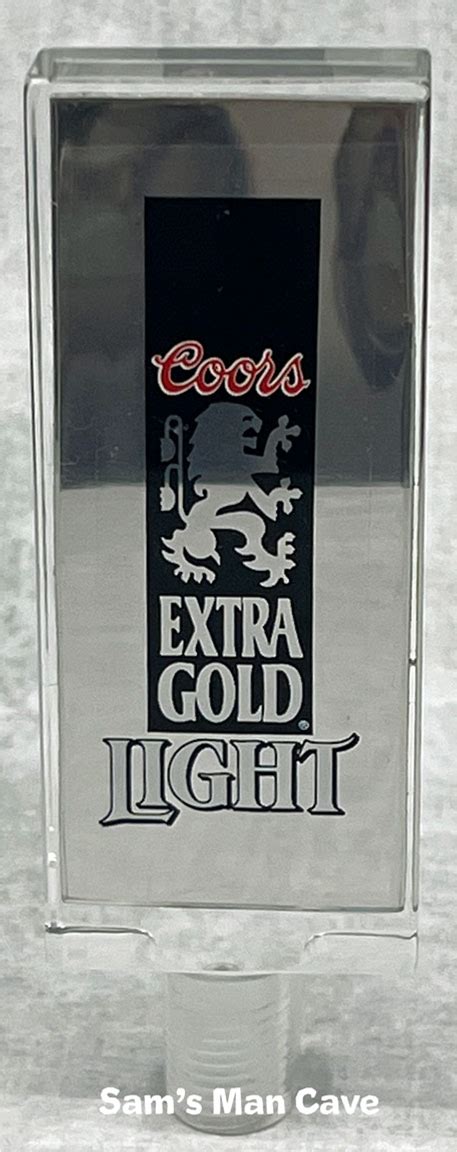 Coors
EXTRA
GOLD®
LIGHT
Sam's Man Cave